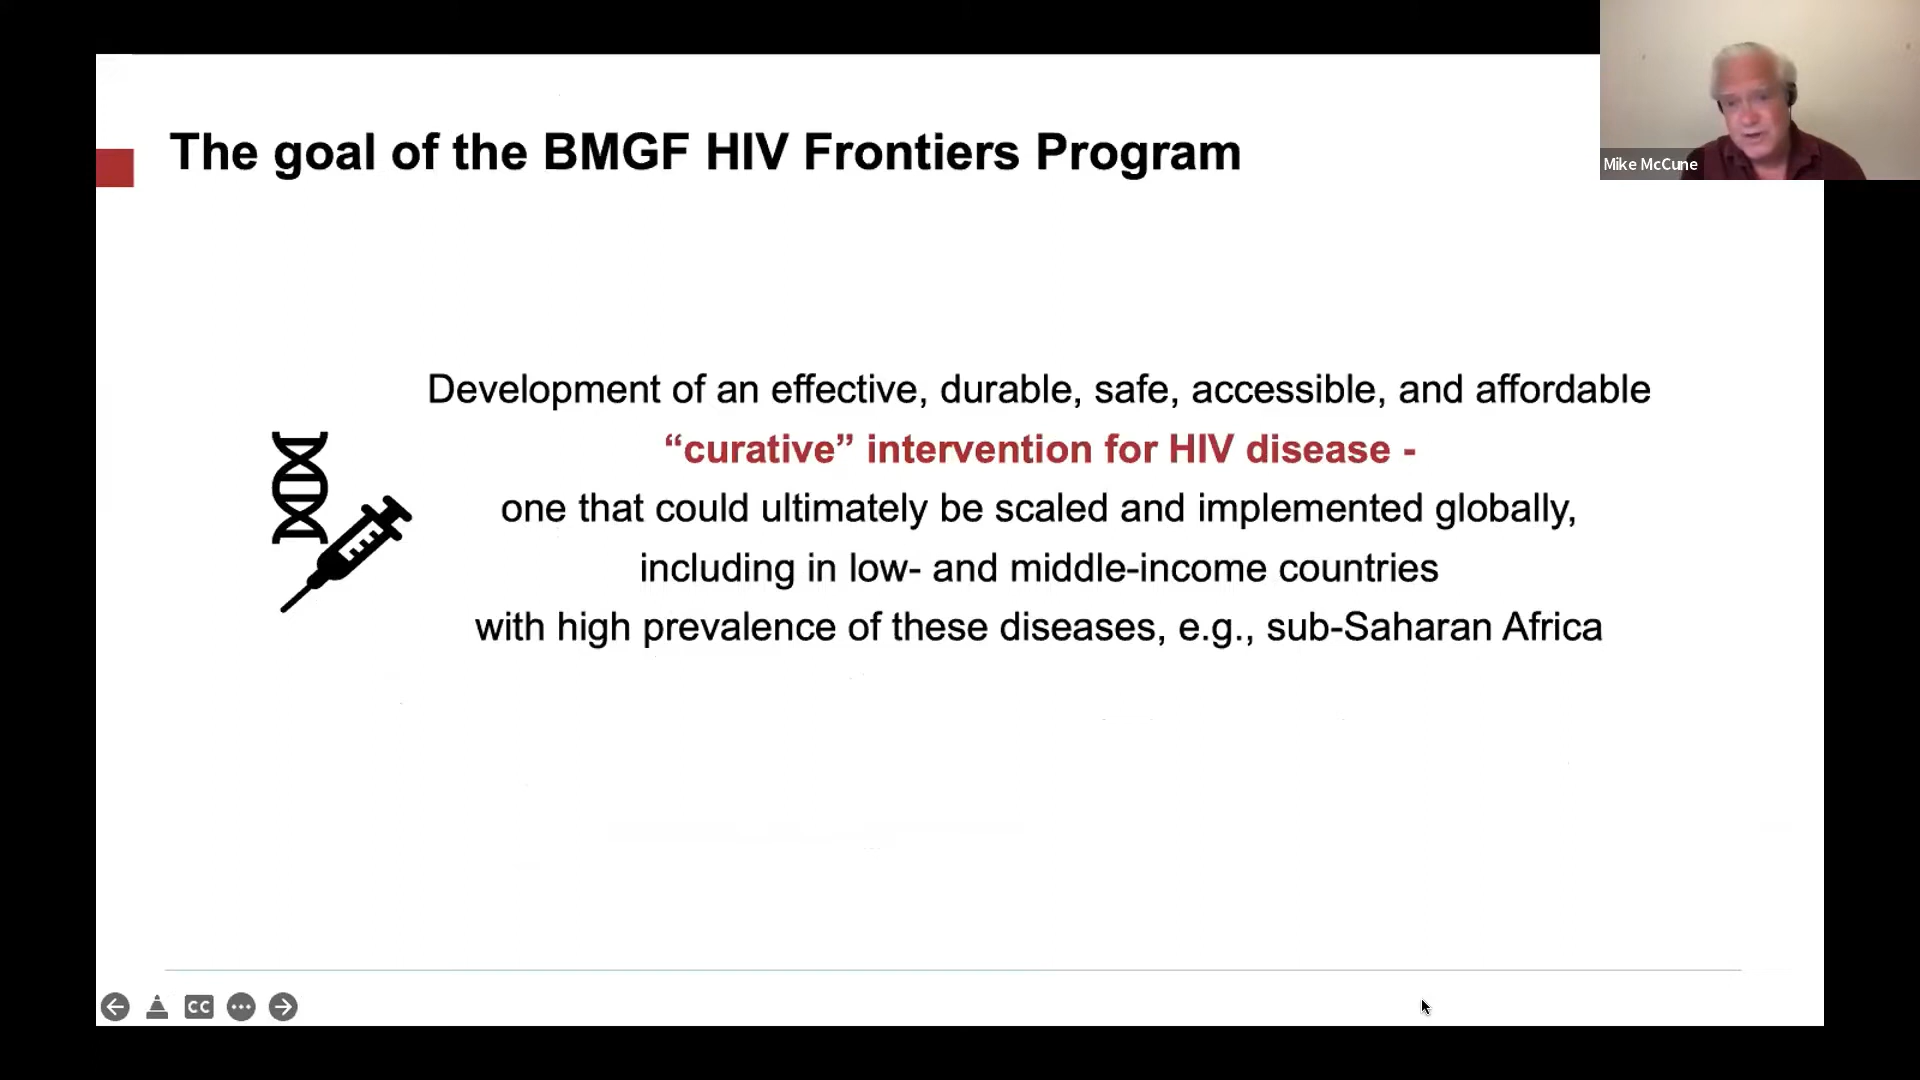 The goal of the BMGF HIV Frontiers Program
Mike McCune
Development of an effective, durable, safe, accessible, and affordable
“curative” intervention for HIV disease -
one that could ultimately be scaled and implemented globally,
including in low- and middle-income countries
with high prevalence of these diseases, e.g., sub-Saharan Africa
CC